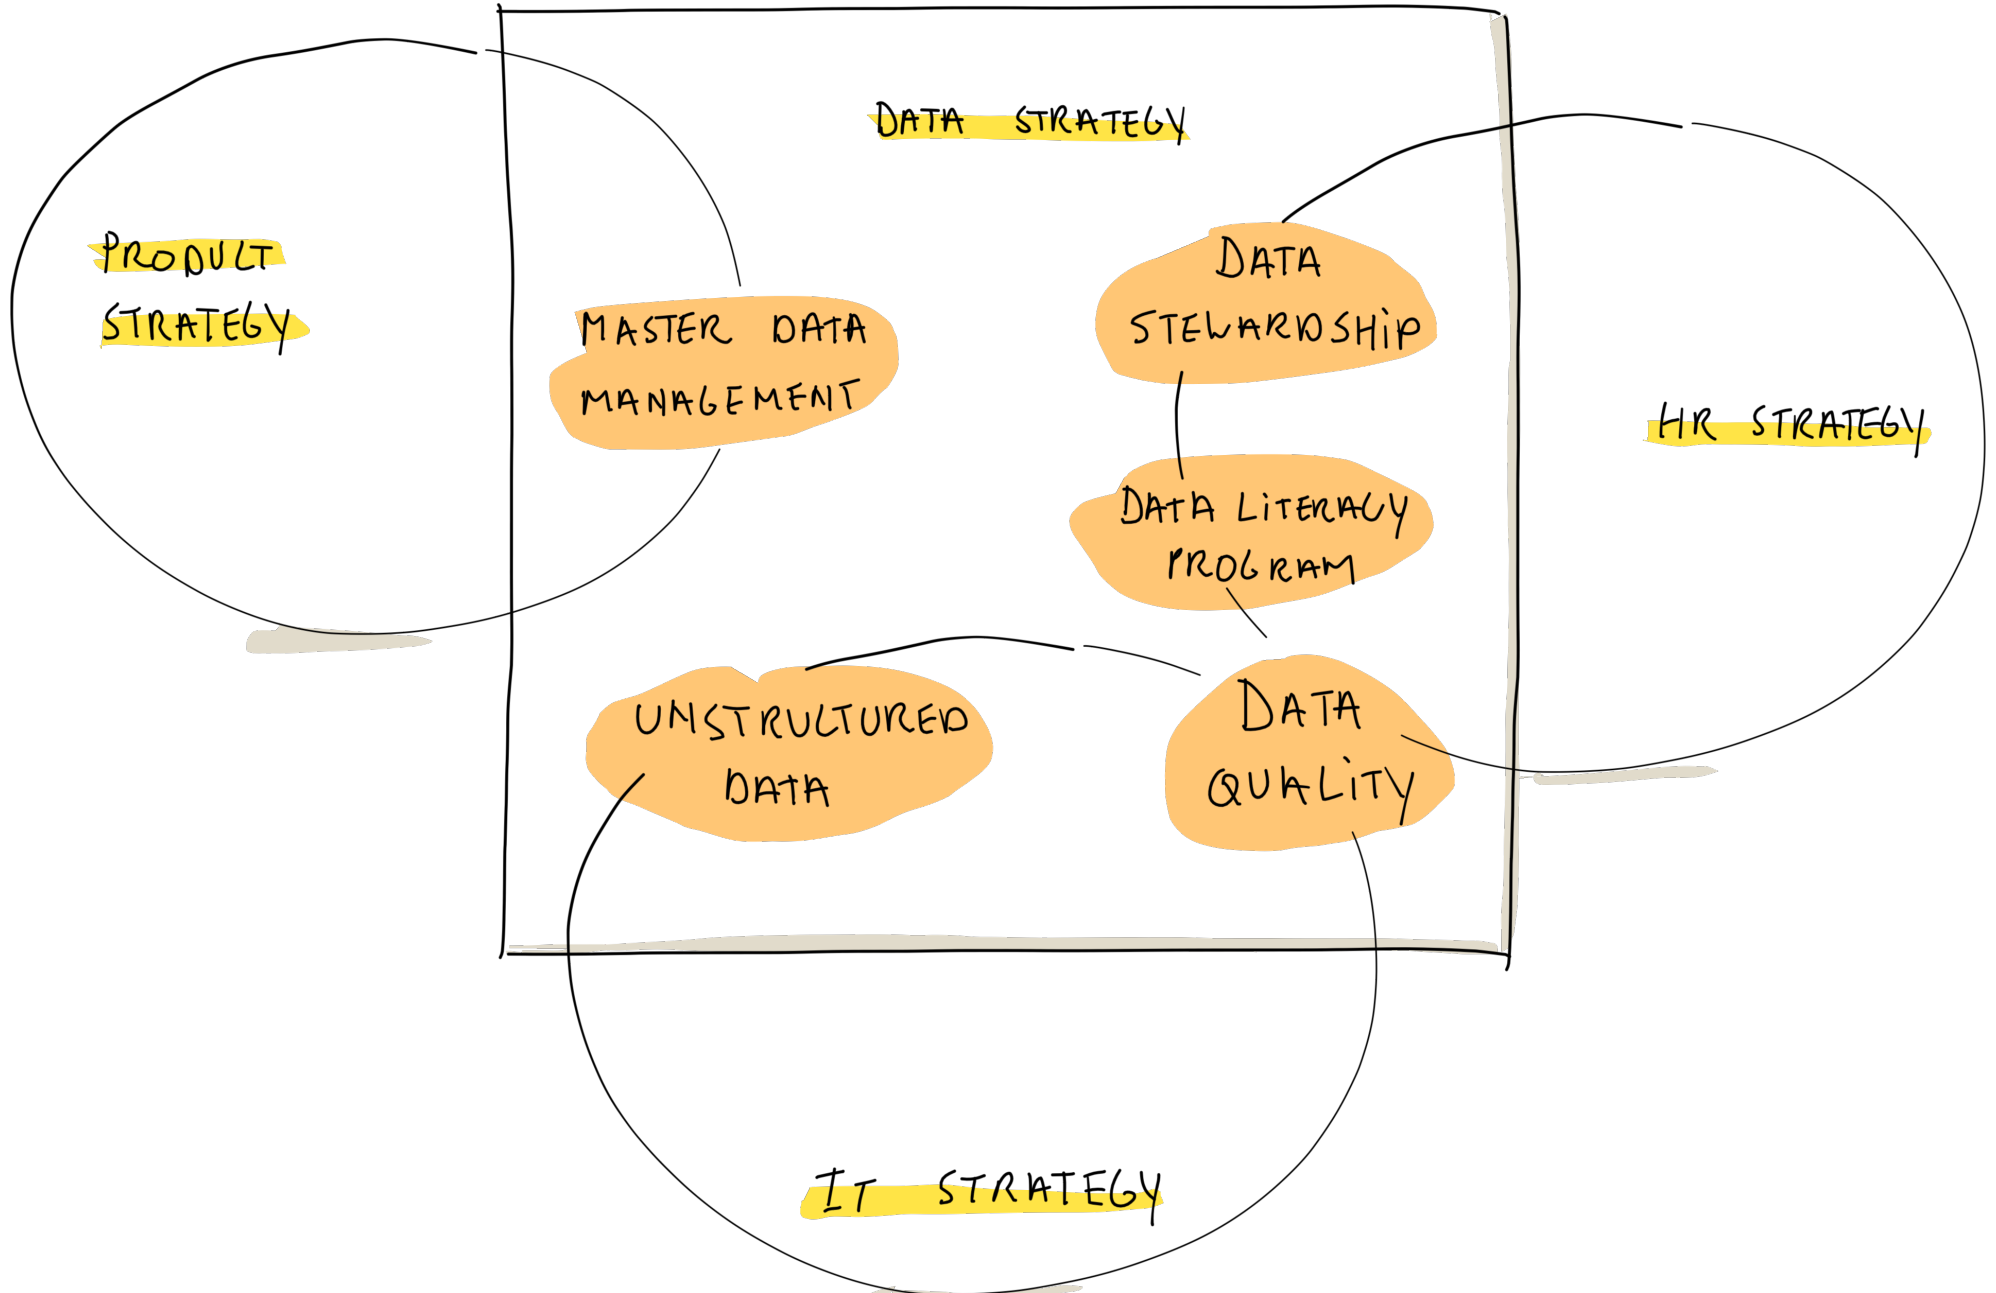 DATA STRATEGY
PRODUCT
STRATEGY
MASTER DATA
MANAGEMENT
DATA
STEWARDSHiP
HR STRATEGY
DATA LiTERACY
PROGRAM
UNSTRUCTURED
DATA
DATA
QUALiTY
IT STRATEGY